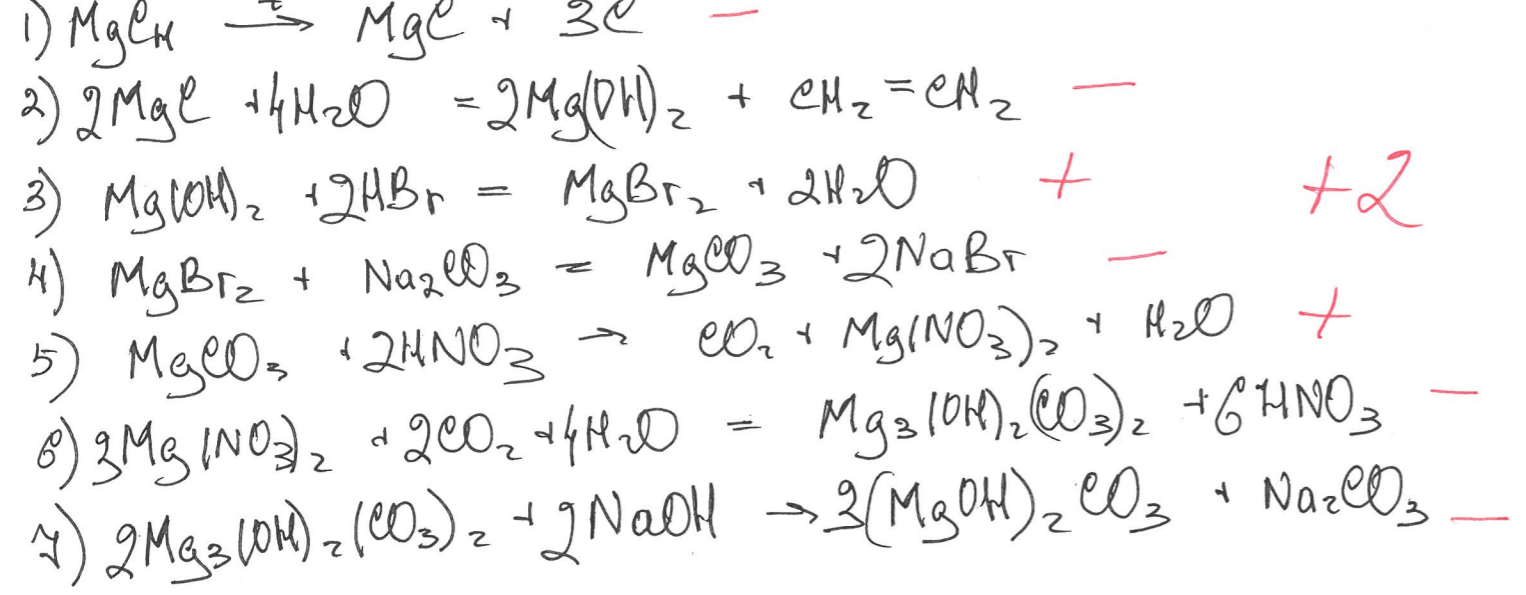 1) MgC₄ →ᵗ MgC + 3C −
2) 2MgC + 4H₂O = 2Mg(OH)₂ + CH₂=CH₂ −
3) Mg(OH)₂ + 2HBr = MgBr₂ + 2H₂O + +2
4) MgBr₂ + Na₂CO₃ = MgCO₃ + 2NaBr −
5) MgCO₃ + 2HNO₃ → CO₂ + Mg(NO₃)₂ + H₂O +
6) 3Mg(NO₃)₂ + 2CO₂ + 4H₂O = Mg₃(OH)₂(CO₃)₂ + 6HNO₃ −
7) 2Mg₃(OH)₂(CO₃)₂ + 2NaOH → 3(MgOH)₂CO₃ + Na₂CO₃ −